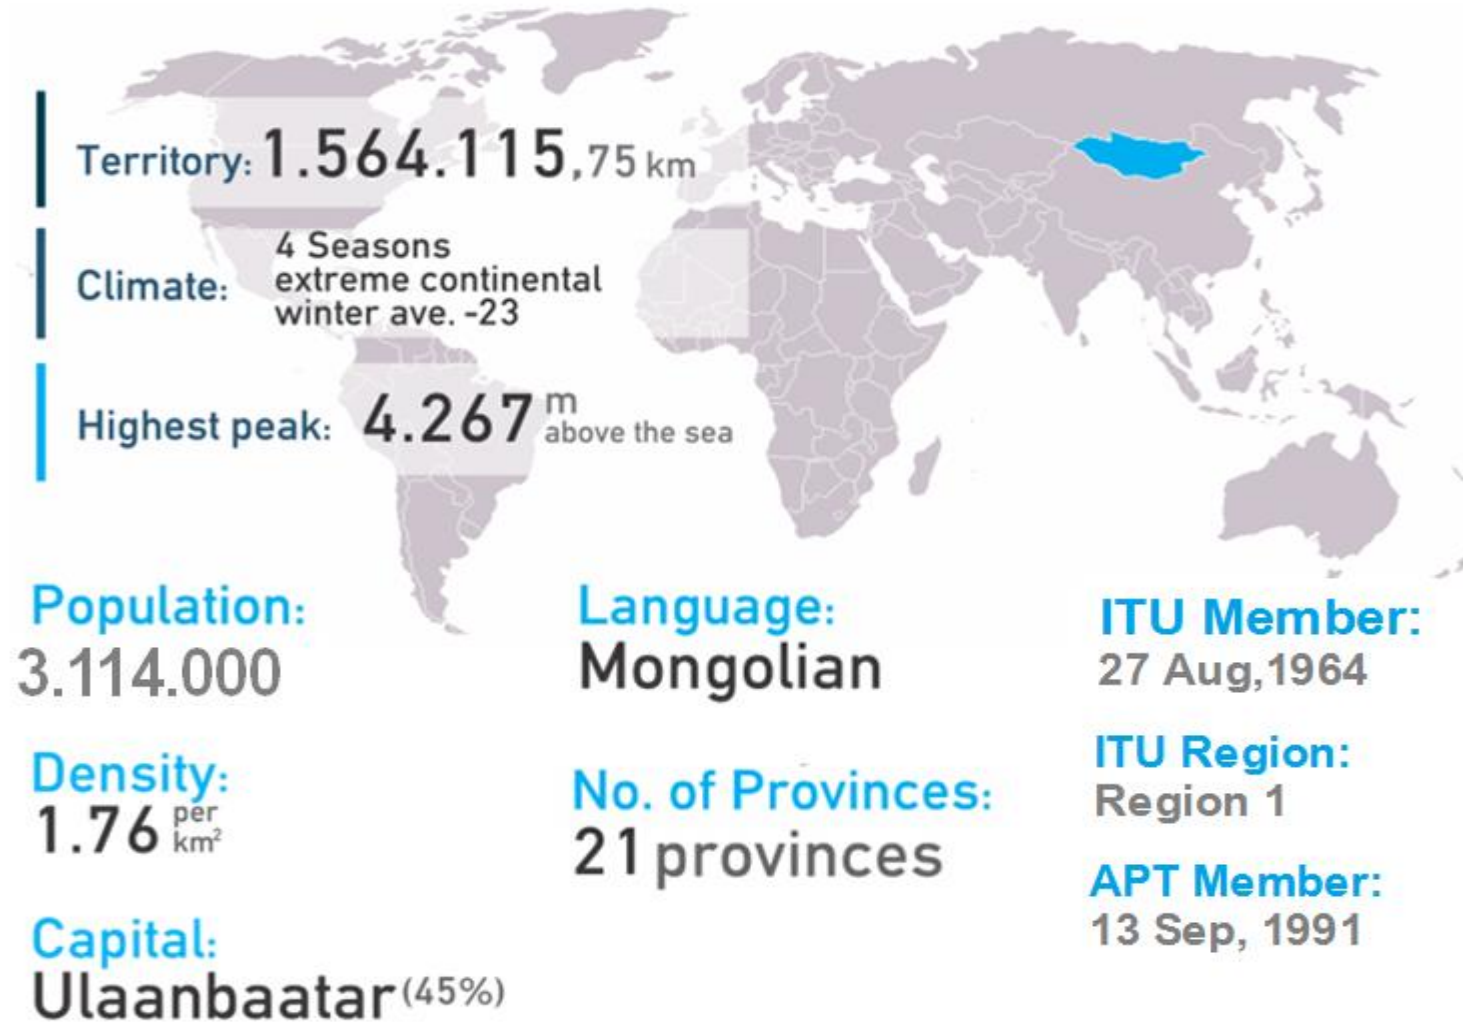 Territory: 1.564.115,75 km
Climate: 4 Seasons
extreme continental
winter ave. -23
Highest peak: 4.267 m
above the sea
Population:
3.114.000
Density:
1.76 per km²
Capital:
Ulaanbaatar (45%)
Language:
Mongolian
No. of Provinces:
21 provinces
ITU Member:
27 Aug,1964
ITU Region:
Region 1
APT Member:
13 Sep, 1991